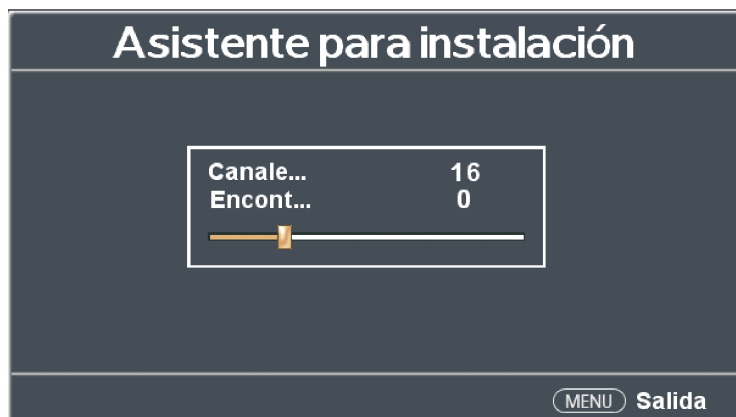 Asistente para instalación
Canale... 16
Encont... 0
MENU Salida